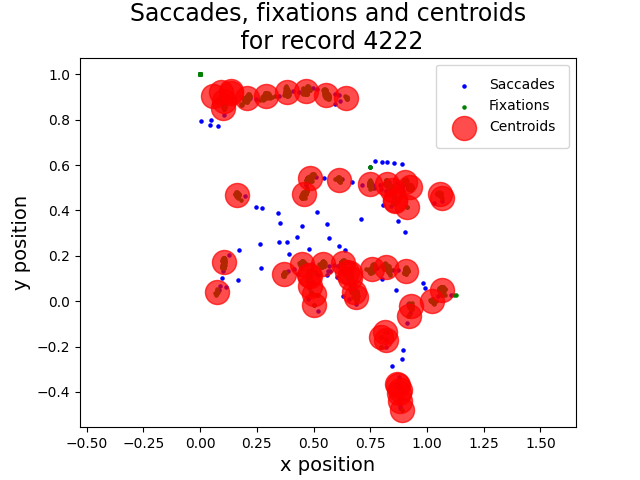 Saccades, fixations and centroids
for record 4222
Saccades
Fixations
Centroids
1.0
0.8
0.6
0.4
0.2
0.0
−0.2
−0.4
y position
−0.50
−0.25
0.00
0.25
0.50
0.75
1.00
1.25
1.50
x position